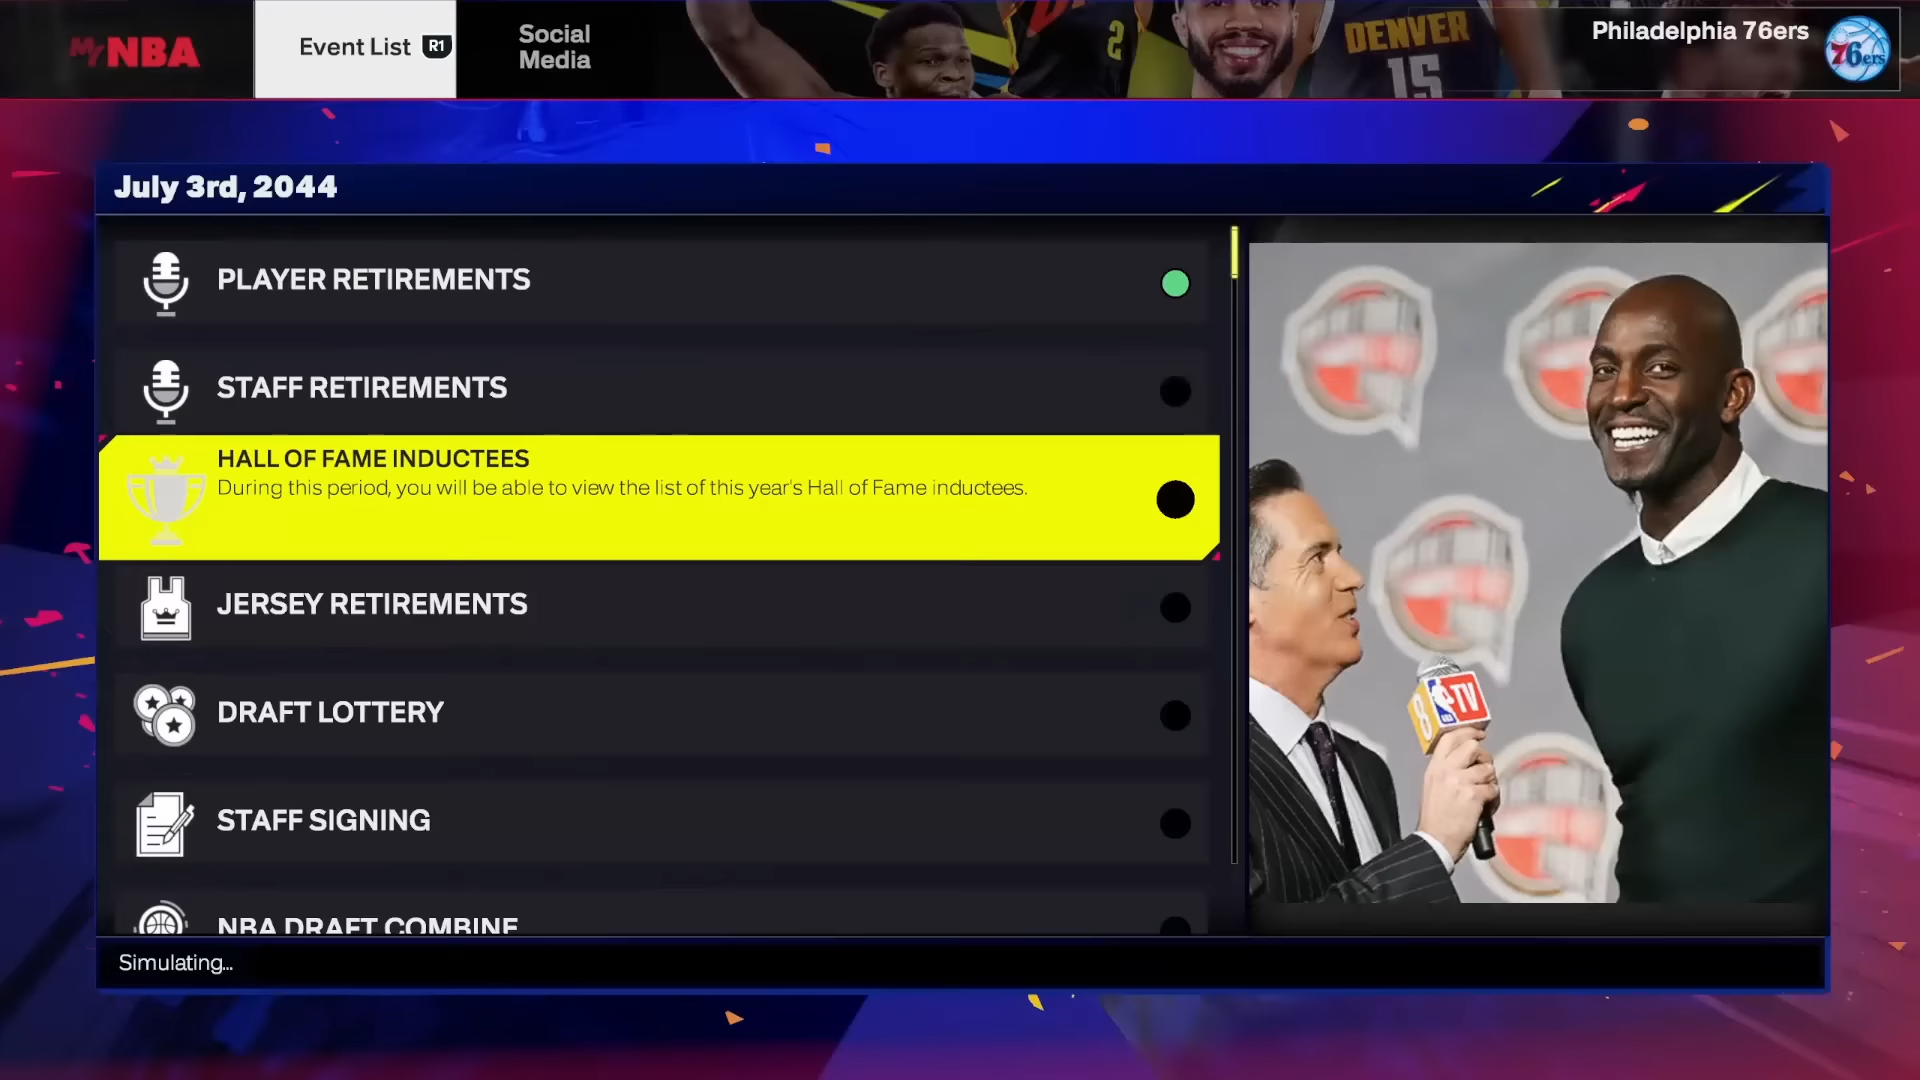 MyNBA
Event List R1
Social
Media
2
DENVER
15
Philadelphia 76ers
76ers
July 3rd, 2044
PLAYER RETIREMENTS
STAFF RETIREMENTS
HALL OF FAME INDUCTEES
During this period, you will be able to view the list of this year's Hall of Fame inductees.
JERSEY RETIREMENTS
DRAFT LOTTERY
STAFF SIGNING
NBA DRAFT COMBINE
TV
Simulating...